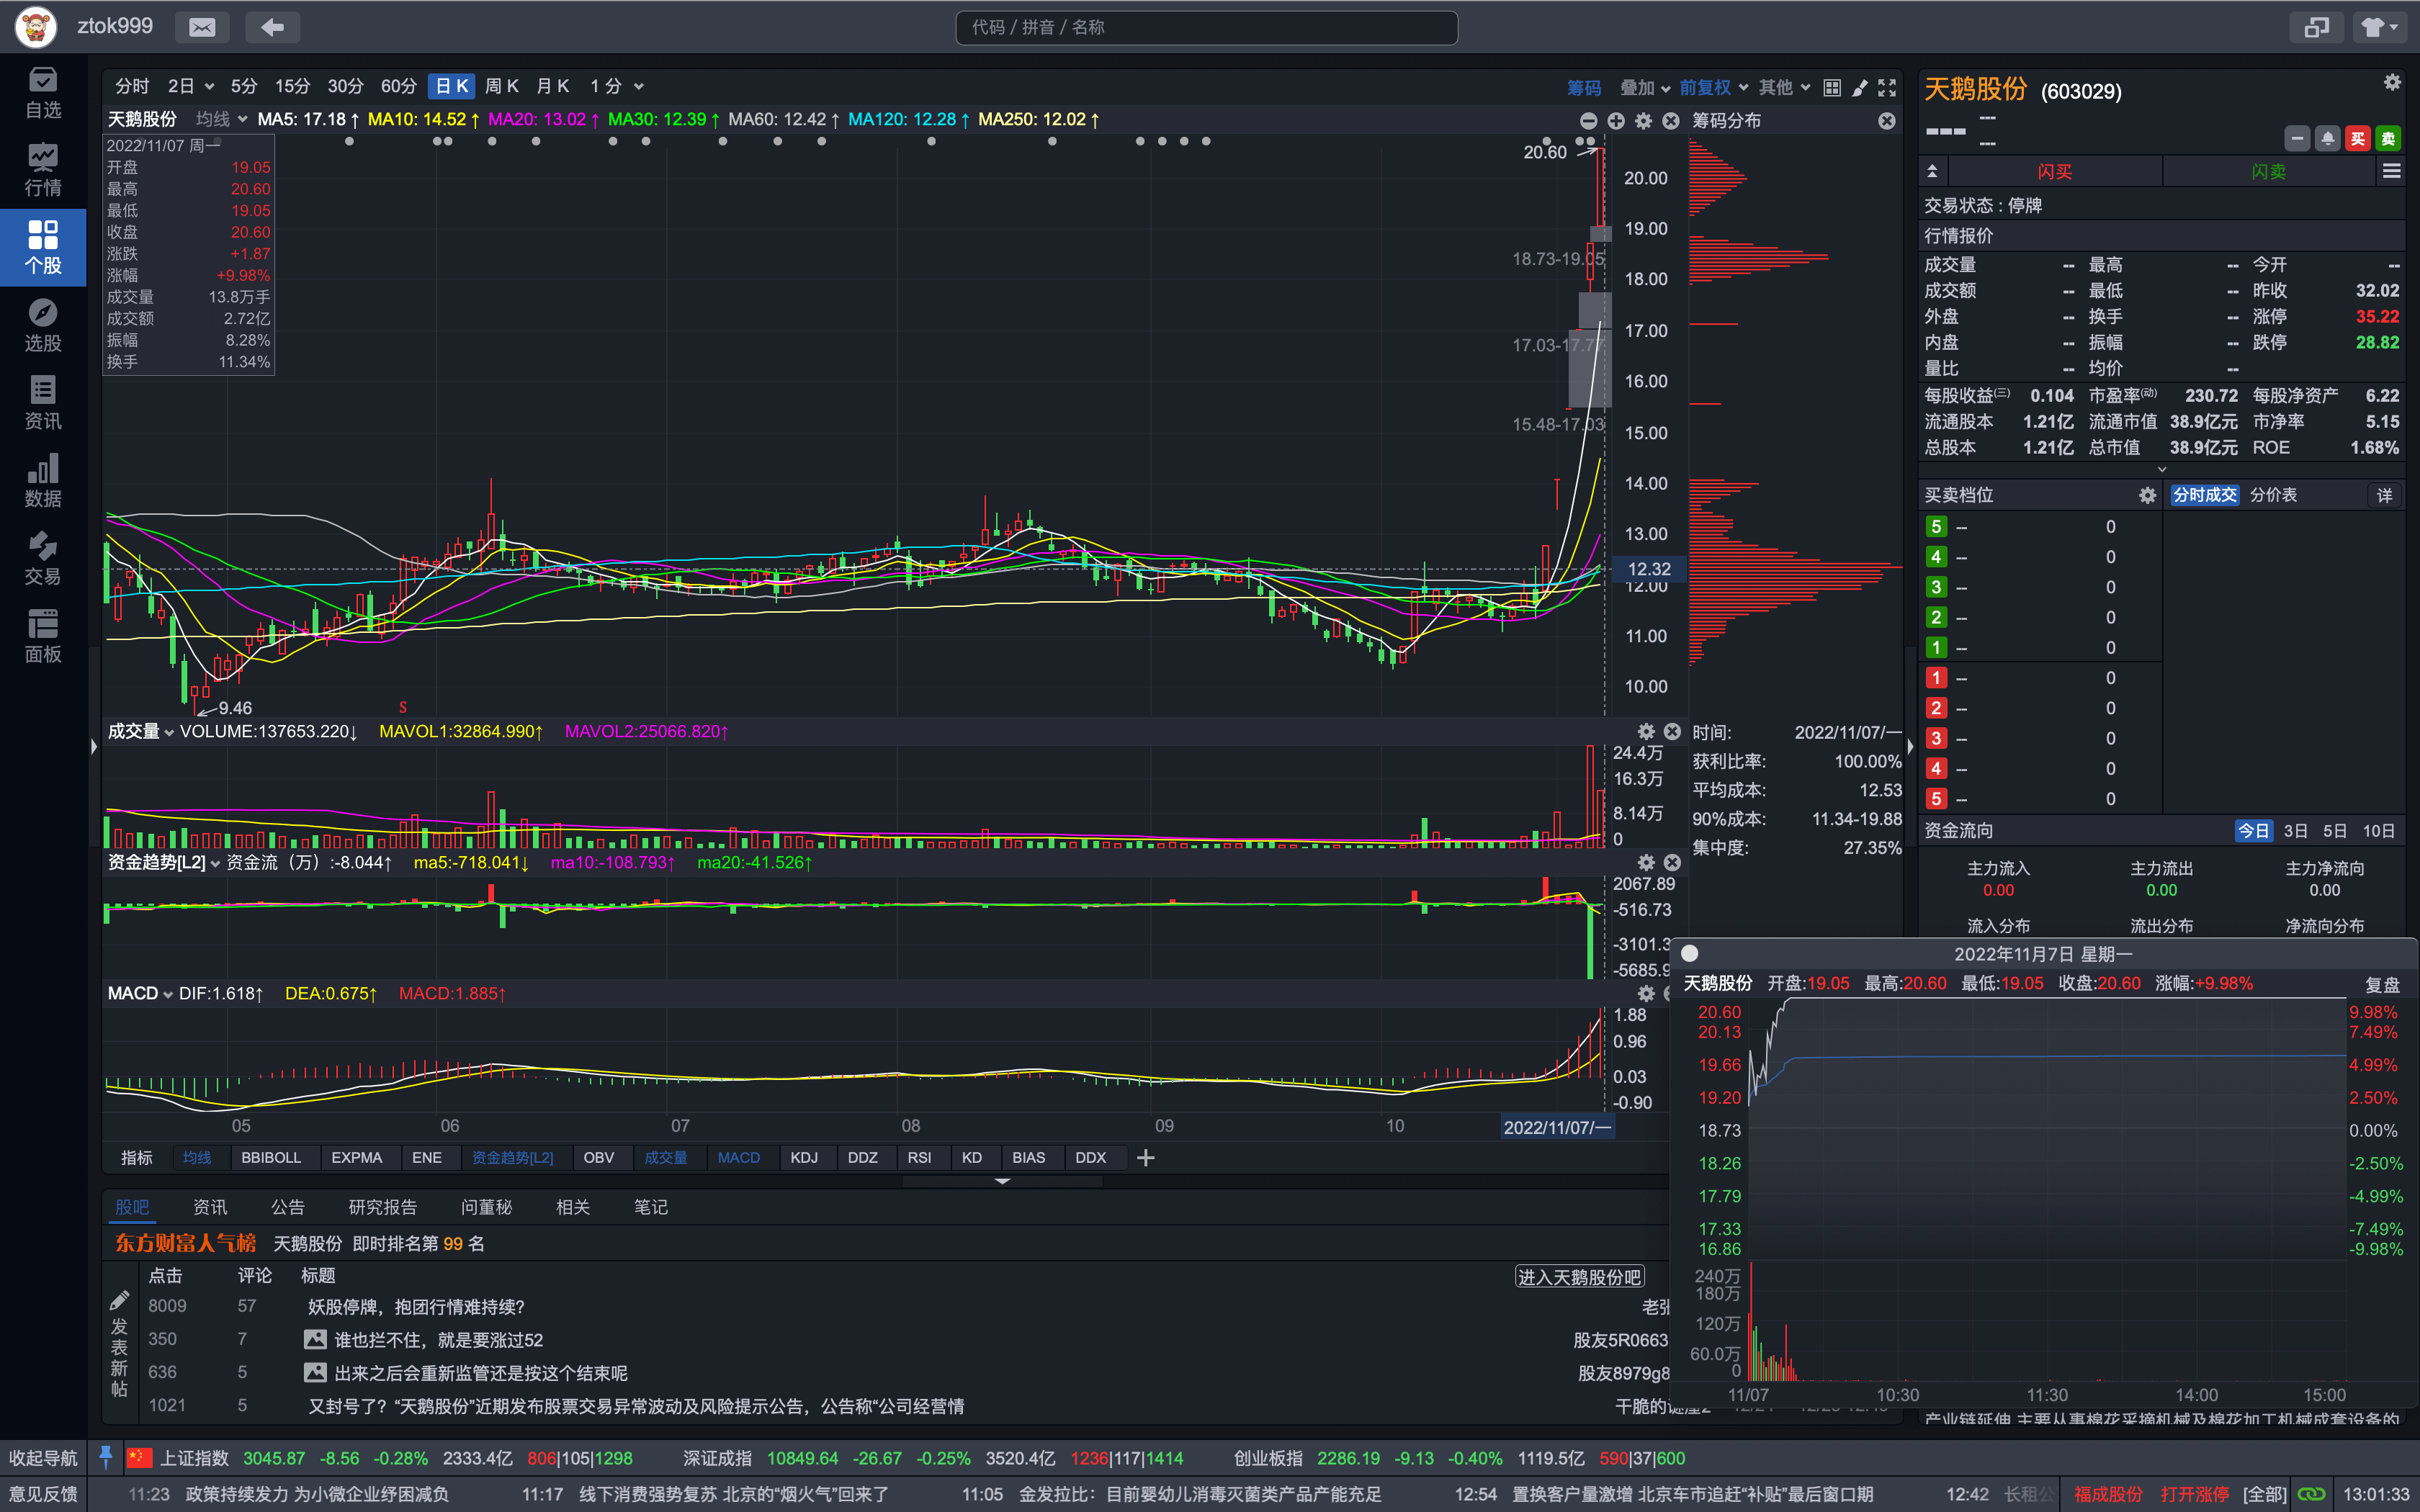 ztok999
代码 / 拼音 / 名称
自选
行情
个股
选股
资讯
数据
交易
面板
分时 2日 5分 15分 30分 60分 日K 周K 月K 1分
筹码 叠加 前复权 其他
天鹅股份 均线 MA5: 17.18↑ MA10: 14.52↑ MA20: 13.02↑ MA30: 12.39↑ MA60: 12.42↑ MA120: 12.28↑ MA250: 12.02↑
筹码分布
2022/11/07 周一
开盘 19.05
最高 20.60
最低 19.05
收盘 20.60
涨跌 +1.87
涨幅 +9.98%
成交量 13.8万手
成交额 2.72亿
振幅 8.28%
换手 11.34%
20.60
18.73-19.05
17.03-17.77
15.48-17.03
9.46
S
20.00
19.00
18.00
17.00
16.00
15.00
14.00
13.00
12.32
12.00
11.00
10.00
成交量 VOLUME:137653.220↓ MAVOL1:32864.990↑ MAVOL2:25066.820↑
24.4万
16.3万
8.14万
0
资金趋势[L2] 资金流（万）:-8.044↑ ma5:-718.041↓ ma10:-108.793↑ ma20:-41.526↑
2067.89
-516.73
-3101.3
-5685.9
MACD DIF:1.618↑ DEA:0.675↑ MACD:1.885↑
1.88
0.96
0.03
-0.90
05 06 07 08 09 10 2022/11/07/一
时间: 2022/11/07/一
获利比率: 100.00%
平均成本: 12.53
90%成本: 11.34-19.88
集中度: 27.35%
指标 均线 BBIBOLL EXPMA ENE 资金趋势[L2] OBV 成交量 MACD KDJ DDZ RSI KD BIAS DDX
股吧 资讯 公告 研究报告 问董秘 相关 笔记
东方财富人气榜 天鹅股份 即时排名第 99 名
点击 评论 标题
进入天鹅股份吧
发表新帖
8009 57 妖股停牌，抱团行情难持续？ 老张
350 7 谁也拦不住，就是要涨过52 股友5R0663
636 5 出来之后会重新监管还是按这个结束呢 股友8979g8
1021 5 又封号了？“天鹅股份”近期发布股票交易异常波动及风险提示公告，公告称“公司经营情 干脆的
天鹅股份 (603029)
---
---
---
买 卖
闪买 闪卖
交易状态 : 停牌
行情报价
成交量 -- 最高 -- 今开 --
成交额 -- 最低 -- 昨收 32.02
外盘 -- 换手 -- 涨停 35.22
内盘 -- 振幅 -- 跌停 28.82
量比 -- 均价 --
每股收益(三) 0.104 市盈率(动) 230.72 每股净资产 6.22
流通股本 1.21亿 流通市值 38.9亿元 市净率 5.15
总股本 1.21亿 总市值 38.9亿元 ROE 1.68%
买卖档位 分时成交 分价表 详
5 -- 0
4 -- 0
3 -- 0
2 -- 0
1 -- 0
1 -- 0
2 -- 0
3 -- 0
4 -- 0
5 -- 0
资金流向 今日 3日 5日 10日
主力流入 主力流出 主力净流向
0.00 0.00 0.00
流入分布 流出分布 净流向分布
2022年11月7日 星期一
天鹅股份 开盘:19.05 最高:20.60 最低:19.05 收盘:20.60 涨幅:+9.98%
复盘
20.60 9.98%
20.13 7.49%
19.66 4.99%
19.20 2.50%
18.73 0.00%
18.26 -2.50%
17.79 -4.99%
17.33 -7.49%
16.86 -9.98%
240万
180万
120万
60.0万
0
11/07 10:30 11:30 14:00 15:00
产业链延伸,主要从事棉花采摘机械及棉花加工机械成套设备的
收起导航 上证指数 3045.87 -8.56 -0.28% 2333.4亿 806|105|1298 深证成指 10849.64 -26.67 -0.25% 3520.4亿 1236|117|1414 创业板指 2286.19 -9.13 -0.40% 1119.5亿 590|37|600
意见反馈 11:23 政策持续发力 为小微企业纾困减负 11:17 线下消费强势复苏 北京的“烟火气”回来了 11:05 金发拉比：目前婴幼儿消毒灭菌类产品产能充足 12:54 置换客户量激增 北京车市追赶“补贴”最后窗口期 12:42 长租公 福成股份 打开涨停 [全部] 13:01:33